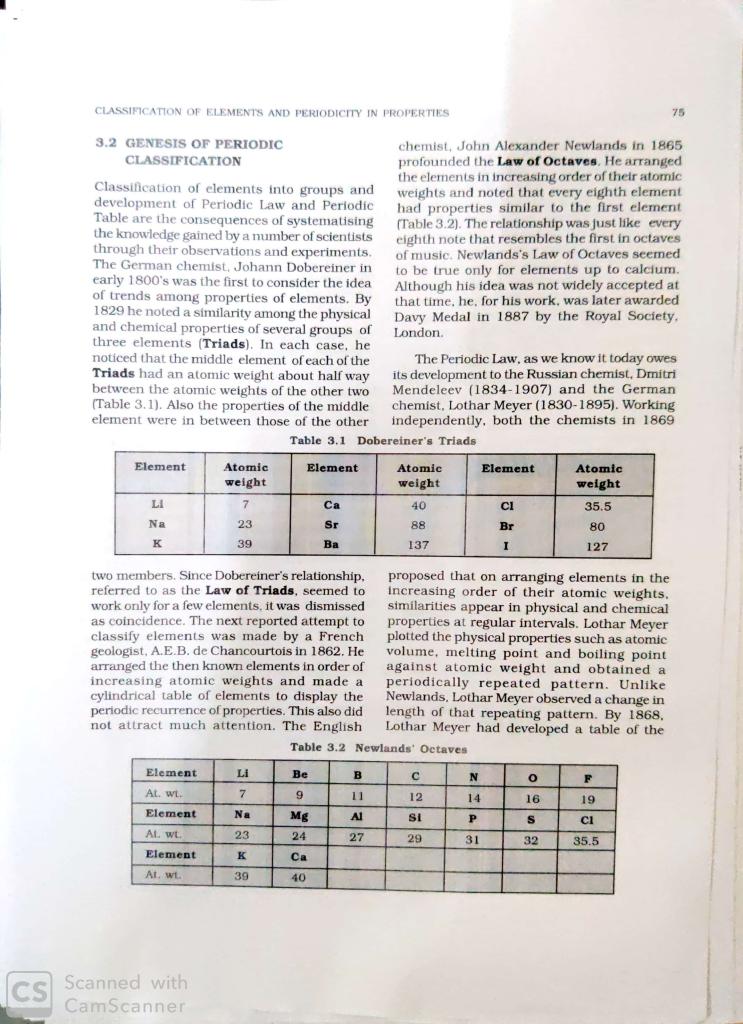 CLASSIFICATION OF ELEMENTS AND PERIODICITY IN PROPERTIES 75
3.2 GENESIS OF PERIODIC
CLASSIFICATION
Classification of elements into groups and
development of Periodic Law and Periodic
Table are the consequences of systematising
the knowledge gained by a number of scientists
through their observations and experiments.
The German chemist, Johann Dobereiner in
early 1800's was the first to consider the idea
of trends among properties of elements. By
1829 he noted a similarity among the physical
and chemical properties of several groups of
three elements (Triads). In each case, he
noticed that the middle element of each of the
Triads had an atomic weight about half way
between the atomic weights of the other two
(Table 3.1). Also the properties of the middle
element were in between those of the other
chemist, John Alexander Newlands in 1865
profounded the Law of Octaves. He arranged
the elements in increasing order of their atomic
weights and noted that every eighth element
had properties similar to the first element
(Table 3.2). The relationship was just like every
eighth note that resembles the first in octaves
of music. Newlands's Law of Octaves seemed
to be true only for elements up to calcium.
Although his idea was not widely accepted at
that time, he, for his work, was later awarded
Davy Medal in 1887 by the Royal Society,
London.
The Periodic Law, as we know it today owes
its development to the Russian chemist, Dmitri
Mendeleev (1834-1907) and the German
chemist, Lothar Meyer (1830-1895). Working
independently, both the chemists in 1869
Table 3.1 Dobereiner's Triads
Element Atomic weight Element Atomic weight Element Atomic weight
Li 7 Ca 40 Cl 35.5
Na 23 Sr 88 Br 80
K 39 Ba 137 I 127
two members. Since Dobereiner's relationship,
referred to as the Law of Triads, seemed to
work only for a few elements, it was dismissed
as coincidence. The next reported attempt to
classify elements was made by a French
geologist, A.E.B. de Chancourtois in 1862. He
arranged the then known elements in order of
increasing atomic weights and made a
cylindrical table of elements to display the
periodic recurrence of properties. This also did
not attract much attention. The English
proposed that on arranging elements in the
increasing order of their atomic weights,
similarities appear in physical and chemical
properties at regular intervals. Lothar Meyer
plotted the physical properties such as atomic
volume, melting point and boiling point
against atomic weight and obtained a
periodically repeated pattern. Unlike
Newlands, Lothar Meyer observed a change in
length of that repeating pattern. By 1868,
Lothar Meyer had developed a table of the
Table 3.2 Newlands' Octaves
Element Li Be B C N O F
At. wt. 7 9 11 12 14 16 19
Element Na Mg Al Si P S Cl
At. wt. 23 24 27 29 31 32 35.5
Element K Ca
At. wt. 39 40
CS Scanned with
CamScanner